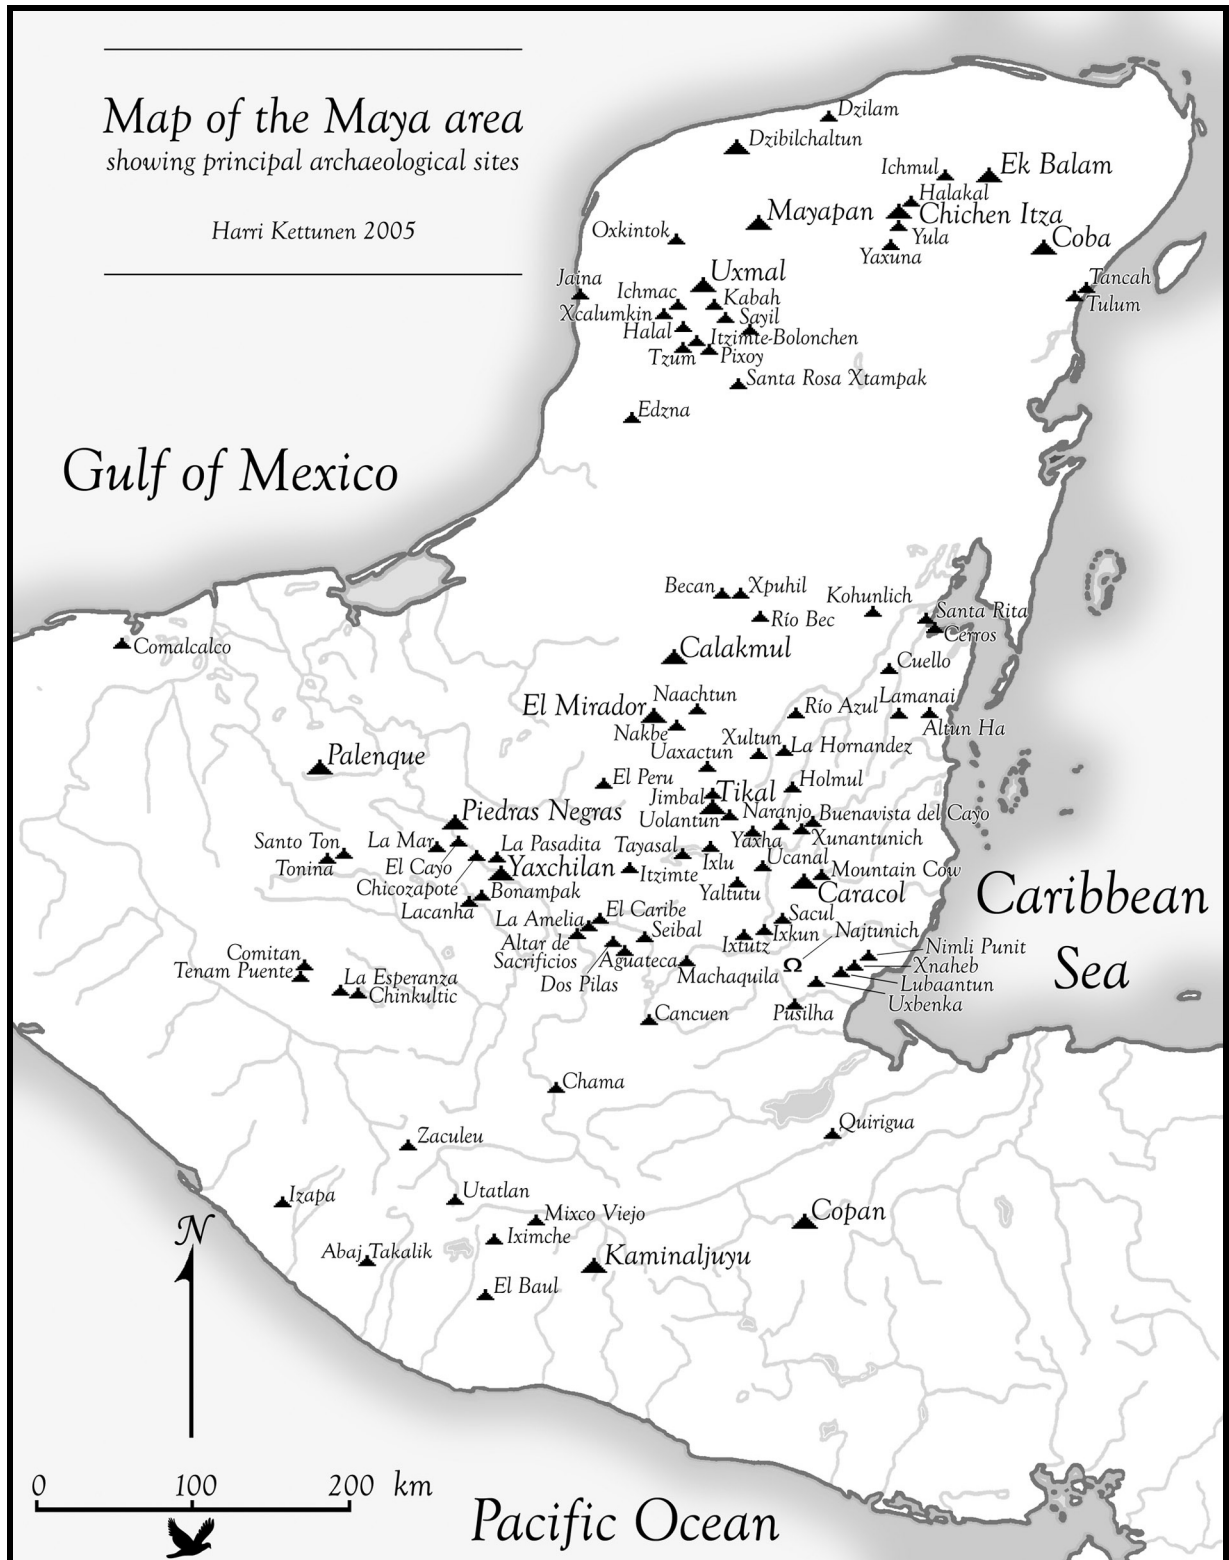 Map of the Maya area
showing principal archaeological sites
Harri Kettunen 2005
Dzilam
Dzibilchaltun
Ichmul
Ek Balam
Halakal
Mayapan
Chichen Itza
Oxkintok
Yula
Coba
Yaxuna
Uxmal
Jaina
Tancah
Ichmac
Kabah
Tulum
Xcalumkin
Sayil
Halal
Itzimte-Bolonchen
Tzum
Pixoy
Santa Rosa Xtampak
Edzna
Gulf of Mexico
Becan
Xpuhil
Kohunlich
Río Bec
Santa Rita
Cerros
Comalcalco
Calakmul
Cuello
Naachtun
El Mirador
Río Azul
Lamanai
Nakbe
Altun Ha
Xultun
La Hornandez
Uaxactun
Palenque
El Peru
Holmul
Jimbal
Tikal
Piedras Negras
Uolantun
Naranjo
Buenavista del Cayo
Yaxha
Xunantunich
Santo Ton
La Mar
La Pasadita
Tayasal
Ixlu
Ucanal
Tonina
El Cayo
Yaxchilan
Itzimte
Mountain Cow
Chicozapote
Bonampak
Yaltutu
Caracol
Caribbean
Sea
Lacanha
La Amelia
El Caribe
Sacul
Altar de
Sacrificios
Seibal
Ixtutz
Ixkun
Najtunich
Comitan
Aguateca
Nimli Punit
Tenam Puente
La Esperanza
Dos Pilas
Machaquila
Ω
Xnaheb
Chinkultic
Lubaantun
Uxbenka
Cancuen
Pusilha
Chama
Quirigua
Zaculeu
Izapa
Utatlan
Mixco Viejo
Copan
N
Iximche
Abaj Takalik
Kaminaljuyu
El Baul
0 100 200 km
Pacific Ocean